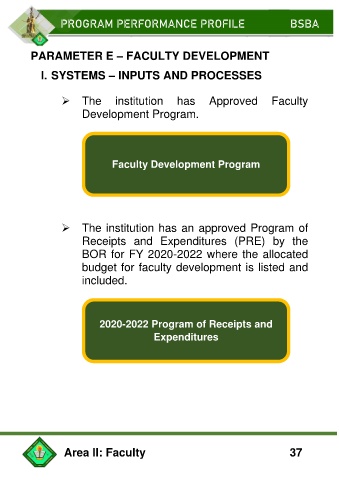 PROGRAM PERFORMANCE PROFILE BSBA
PARAMETER E – FACULTY DEVELOPMENT
I. SYSTEMS – INPUTS AND PROCESSES
➢ The institution has Approved Faculty
Development Program.
Faculty Development Program
➢ The institution has an approved Program of
Receipts and Expenditures (PRE) by the
BOR for FY 2020-2022 where the allocated
budget for faculty development is listed and
included.
2020-2022 Program of Receipts and
Expenditures
Area II: Faculty 37